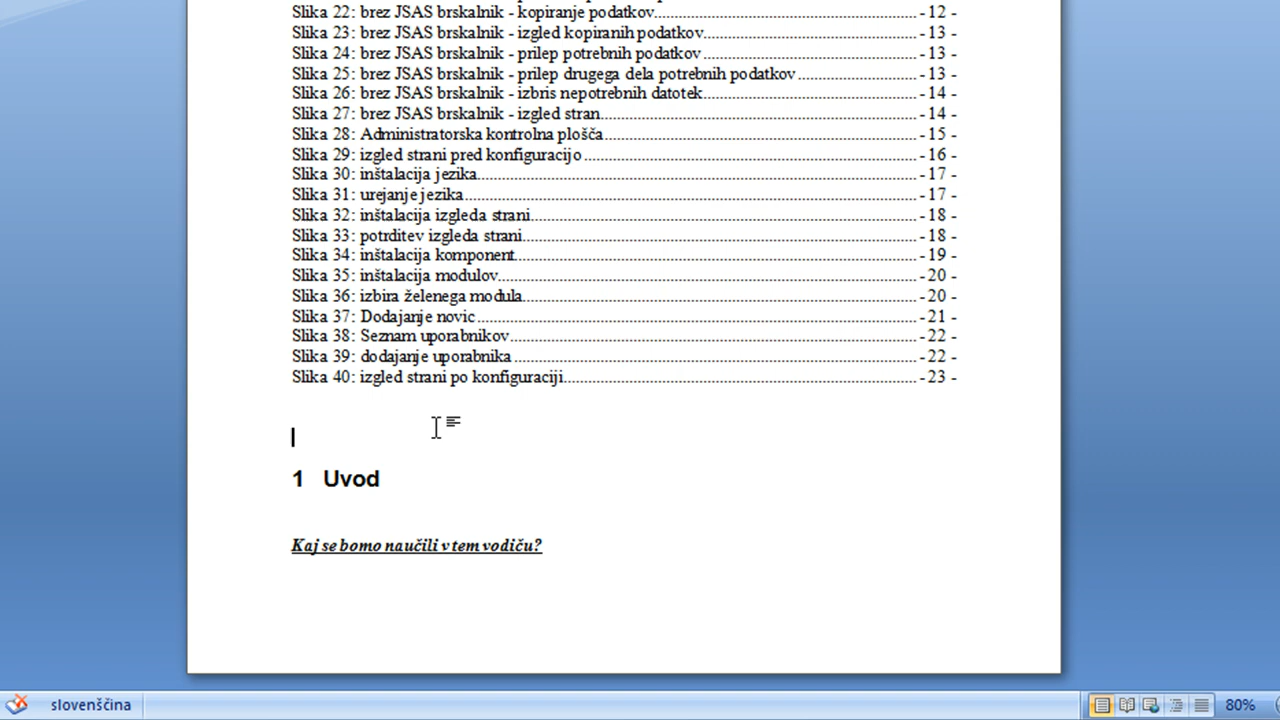 Slika 22: brez JSAS brskalnik - kopiranje podatkov............................................................ - 12 -
Slika 23: brez JSAS brskalnik - izgled kopiranih podatkov................................................. - 13 -
Slika 24: brez JSAS brskalnik - prilep potrebnih podatkov ................................................. - 13 -
Slika 25: brez JSAS brskalnik - prilep drugega dela potrebnih podatkov ........................... - 13 -
Slika 26: brez JSAS brskalnik - izbris nepotrebnih datotek................................................. - 14 -
Slika 27: brez JSAS brskalnik - izgled stran........................................................................ - 14 -
Slika 28: Administratorska kontrolna plošča....................................................................... - 15 -
Slika 29: izgled strani pred konfiguracijo ............................................................................ - 16 -
Slika 30: inštalacija jezika.................................................................................................... - 17 -
Slika 31: urejanje jezika....................................................................................................... - 17 -
Slika 32: inštalacija izgleda strani........................................................................................ - 18 -
Slika 33: potrditev izgleda strani.......................................................................................... - 18 -
Slika 34: inštalacija komponent............................................................................................ - 19 -
Slika 35: inštalacija modulov................................................................................................ - 20 -
Slika 36: izbira želenega modula.......................................................................................... - 20 -
Slika 37: Dodajanje novic .................................................................................................... - 21 -
Slika 38: Seznam uporabnikov............................................................................................. - 22 -
Slika 39: dodajanje uporabnika ............................................................................................ - 22 -
Slika 40: izgled strani po konfiguraciji................................................................................. - 23 -
1 Uvod
Kaj se bomo naučili v tem vodiču?
slovenščina 80%